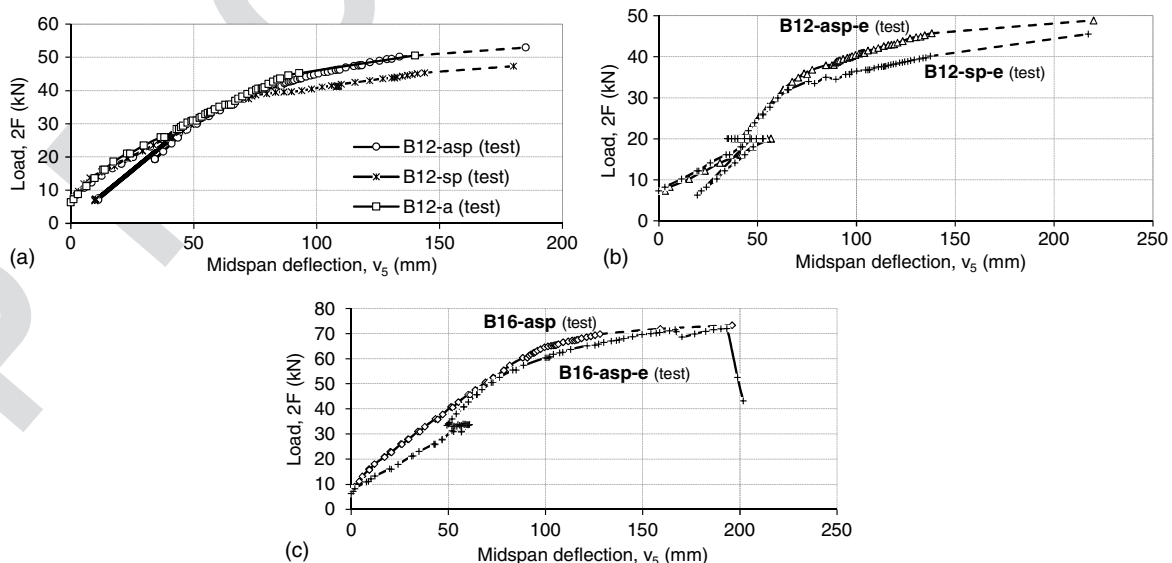 60
50
40
30
20
10
0
0 50 100 150 200
Load, 2F (kN)
Midspan deflection, v5 (mm)
B12-asp (test)
B12-sp (test)
B12-a (test)
(a)
50
40
30
20
10
0
0 50 100 150 200 250
Load, 2F (kN)
Midspan deflection, v5 (mm)
B12-asp-e (test)
B12-sp-e (test)
(b)
80
70
60
50
40
30
20
10
0
0 50 100 150 200 250
Load, 2F (kN)
Midspan deflection, v5 (mm)
B16-asp (test)
B16-asp-e (test)
(c)